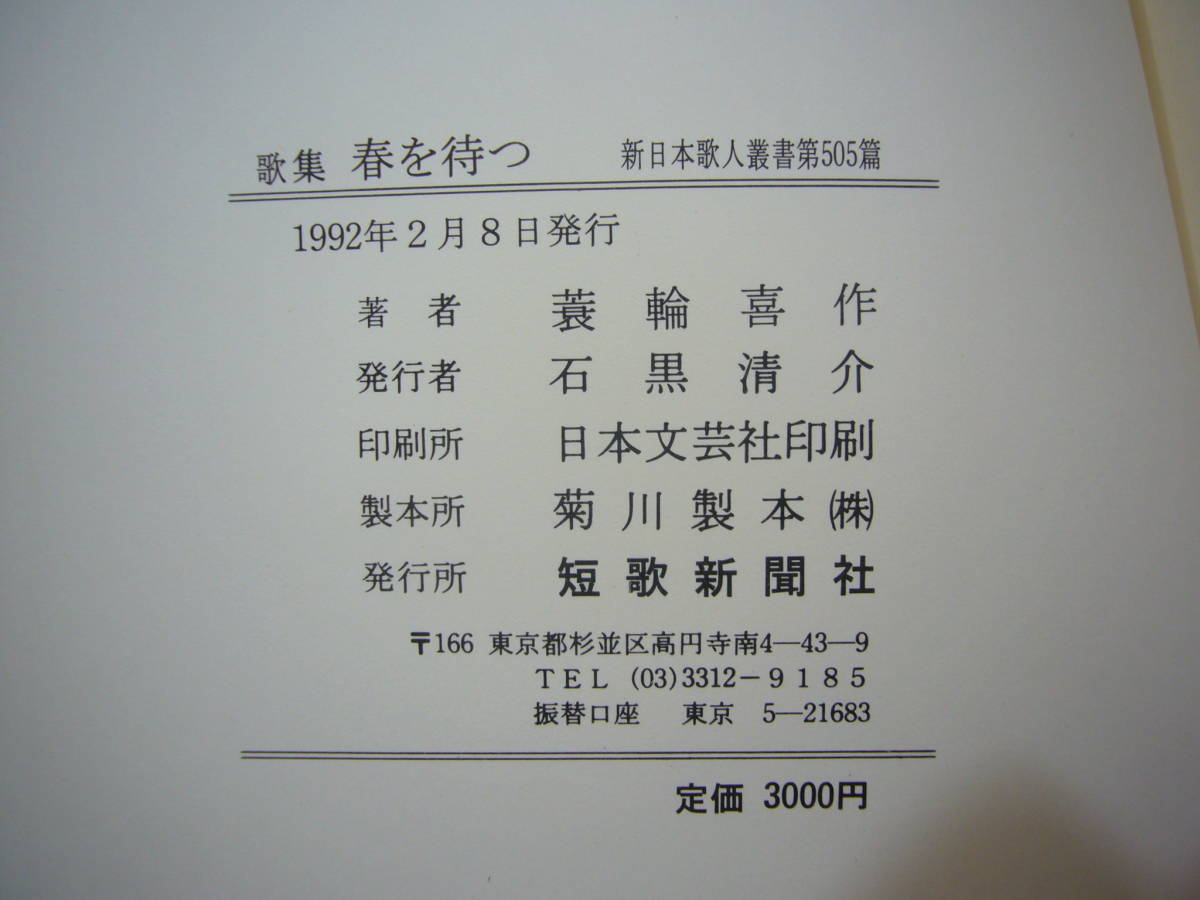 歌集 春を待つ 新日本歌人叢書第505篇
1992年2月8日発行
著者 蓑輪喜作
発行者 石黒清介
印刷所 日本文芸社印刷
製本所 菊川製本㈱
発行所 短歌新聞社
〒166 東京都杉並区高円寺南4―43―9
TEL (03)3312-9185
振替口座 東京 5―21683
定価 3000円